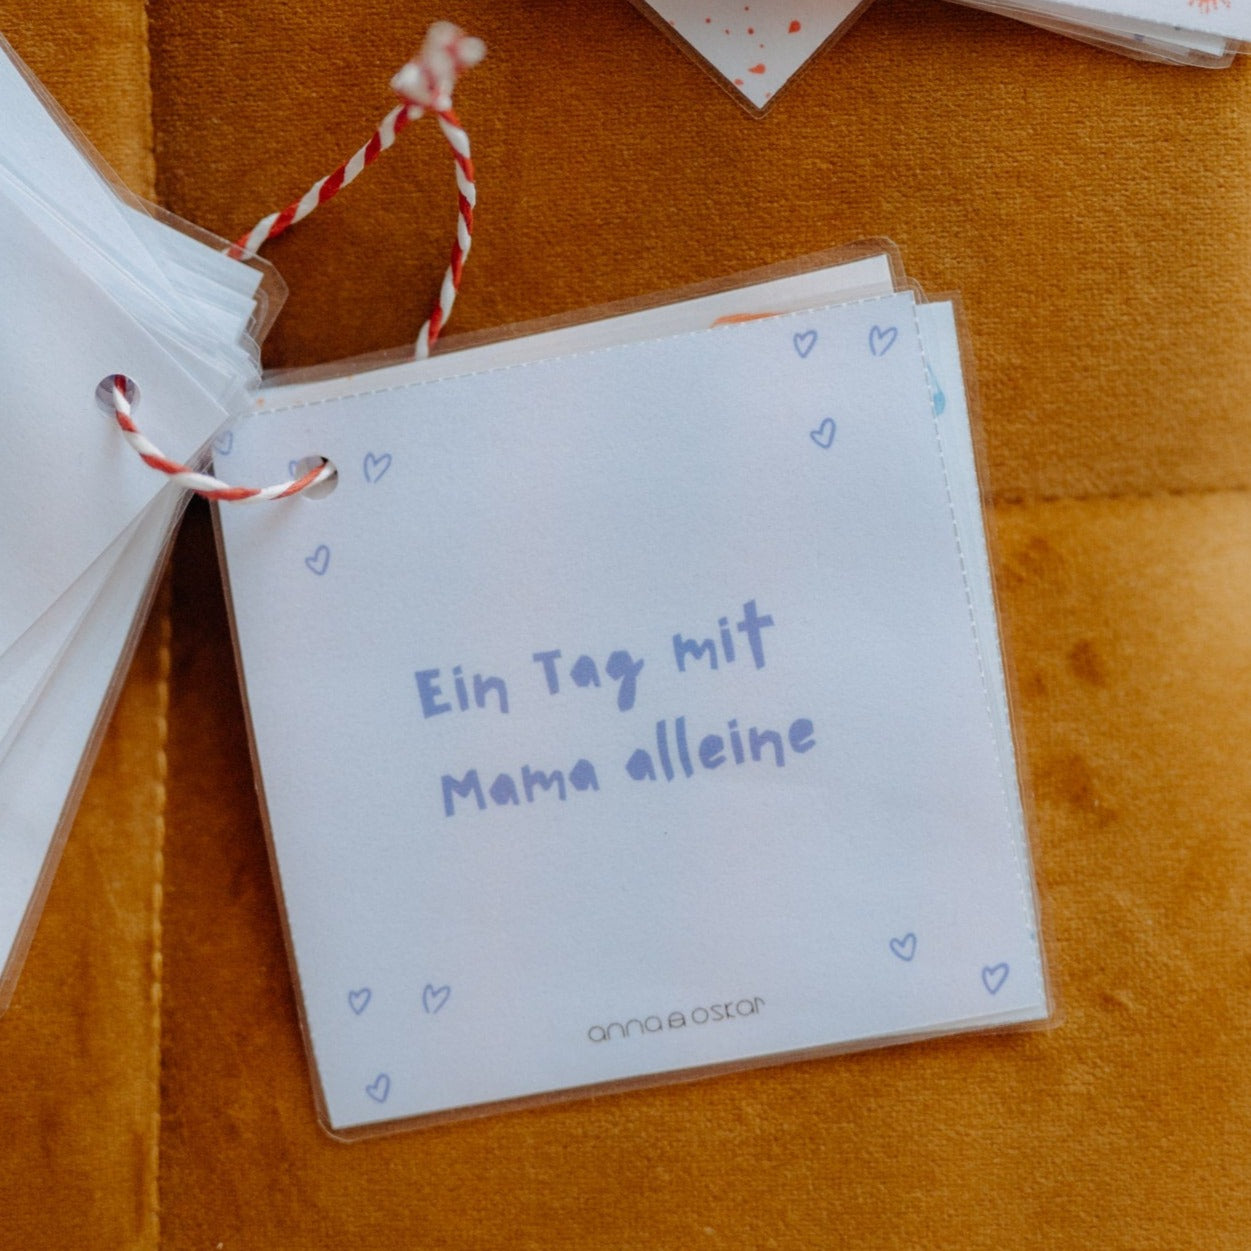 Ein Tag mit
Mama alleine
anna & oskar